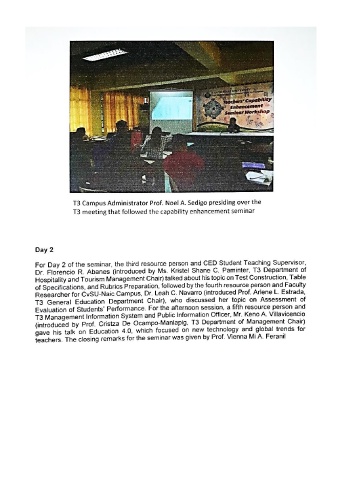 Teachers' Capability
Enhancement
Seminar Workshop
T3 Campus Administrator Prof. Noel A. Sedigo presiding over the
T3 meeting that followed the capability enhancement seminar
Day 2
For Day 2 of the seminar, the third resource person and CED Student Teaching Supervisor,
Dr. Florencio R. Abanes (introduced by Ms. Kristel Shane C. Paminter, T3 Department of
Hospitality and Tourism Management Chair) talked about his topic on Test Construction, Table
of Specifications, and Rubrics Preparation, followed by the fourth resource person and Faculty
Researcher for CvSU-Naic Campus, Dr. Leah C. Navarro (introduced Prof. Arlene L. Estrada,
T3 General Education Department Chair), who discussed her topic on Assessment of
Evaluation of Students' Performance. For the afternoon session, a fifth resource person and
T3 Management Information System and Public Information Officer, Mr. Keno A. Villavicencio
(introduced by Prof. Cristza De Ocampo-Manlapig, T3 Department of Management Chair)
gave his talk on Education 4.0, which focused on new technology and global trends for
teachers. The closing remarks for the seminar was given by Prof. Vienna Mi A. Feranil